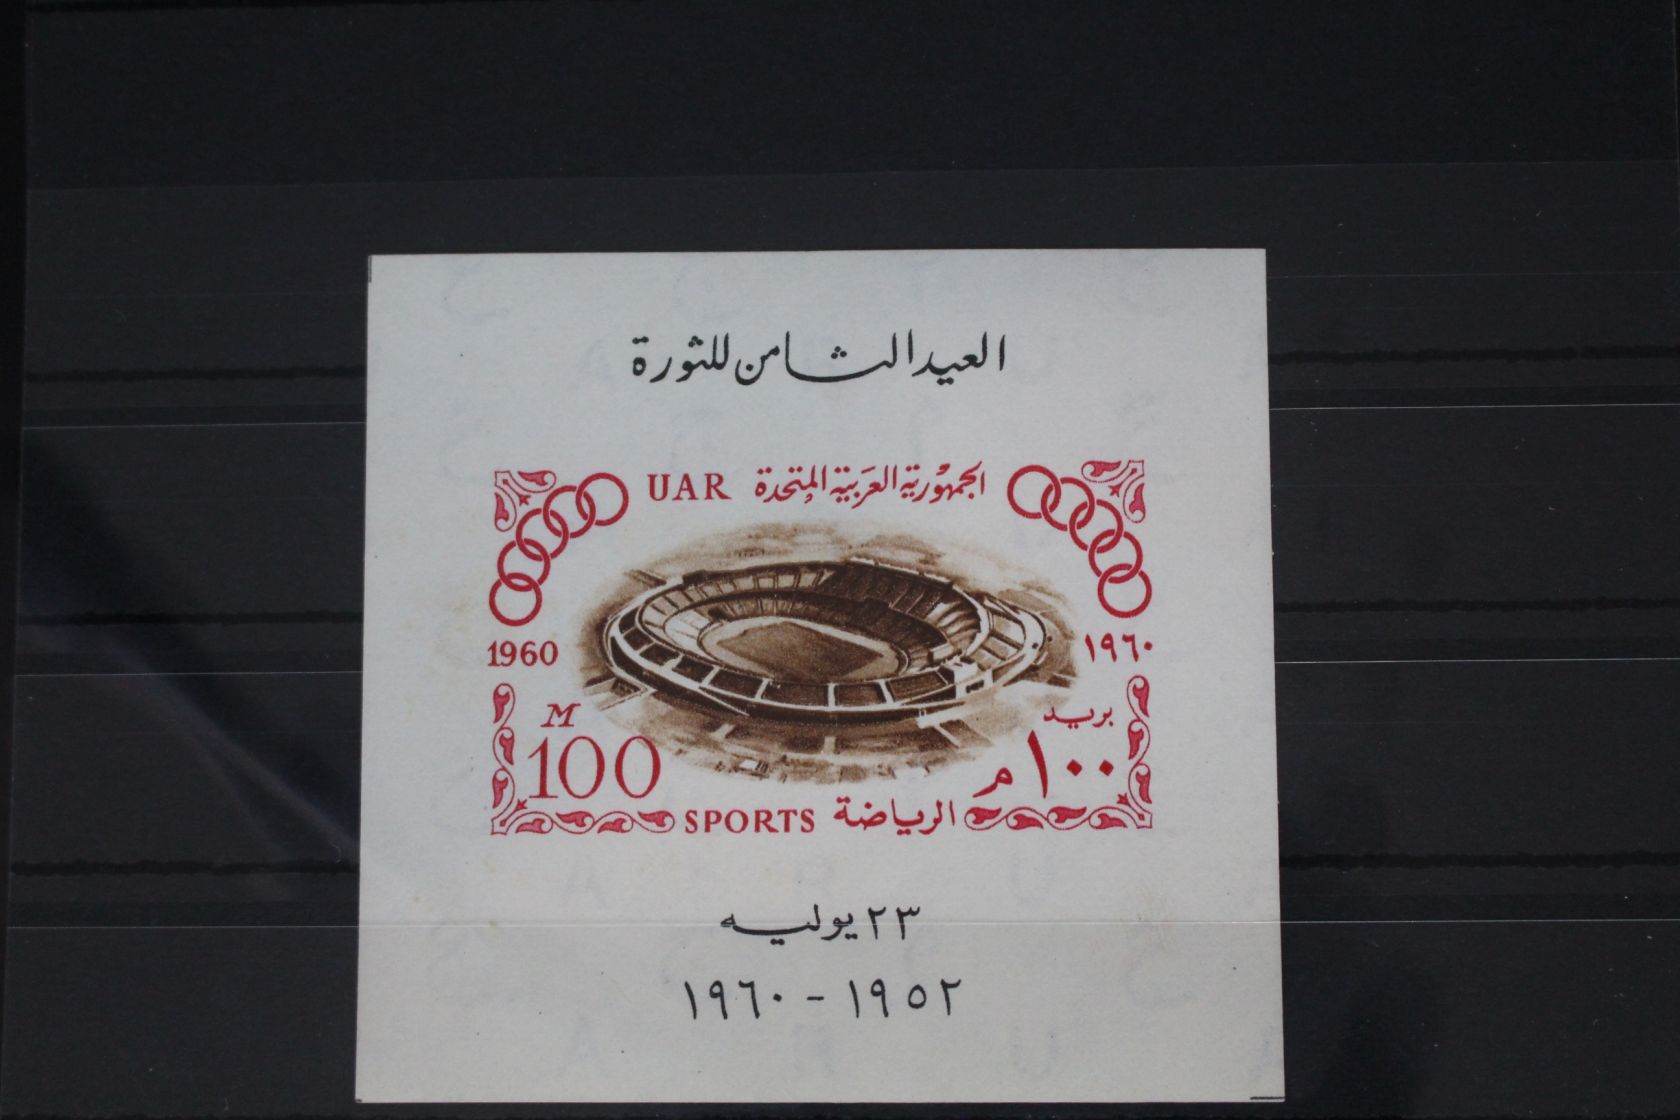 العيد الثامن للثورة
UAR الجمهورية العربية المتحدة
1960 ١٩٦٠
M بريد
100 ١٠٠ م
SPORTS الرياضة
٢٣ يوليه
١٩٥٢ - ١٩٦٠